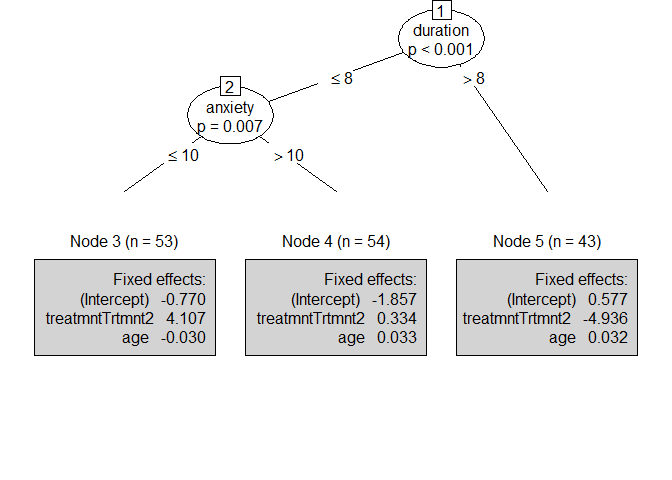 1
duration
p < 0.001
≤ 8
> 8
2
anxiety
p = 0.007
≤ 10
> 10
Node 3 (n = 53)
Fixed effects:
(Intercept) -0.770
treatmntTrtmnt2 4.107
age -0.030
Node 4 (n = 54)
Fixed effects:
(Intercept) -1.857
treatmntTrtmnt2 0.334
age 0.033
Node 5 (n = 43)
Fixed effects:
(Intercept) 0.577
treatmntTrtmnt2 -4.936
age 0.032